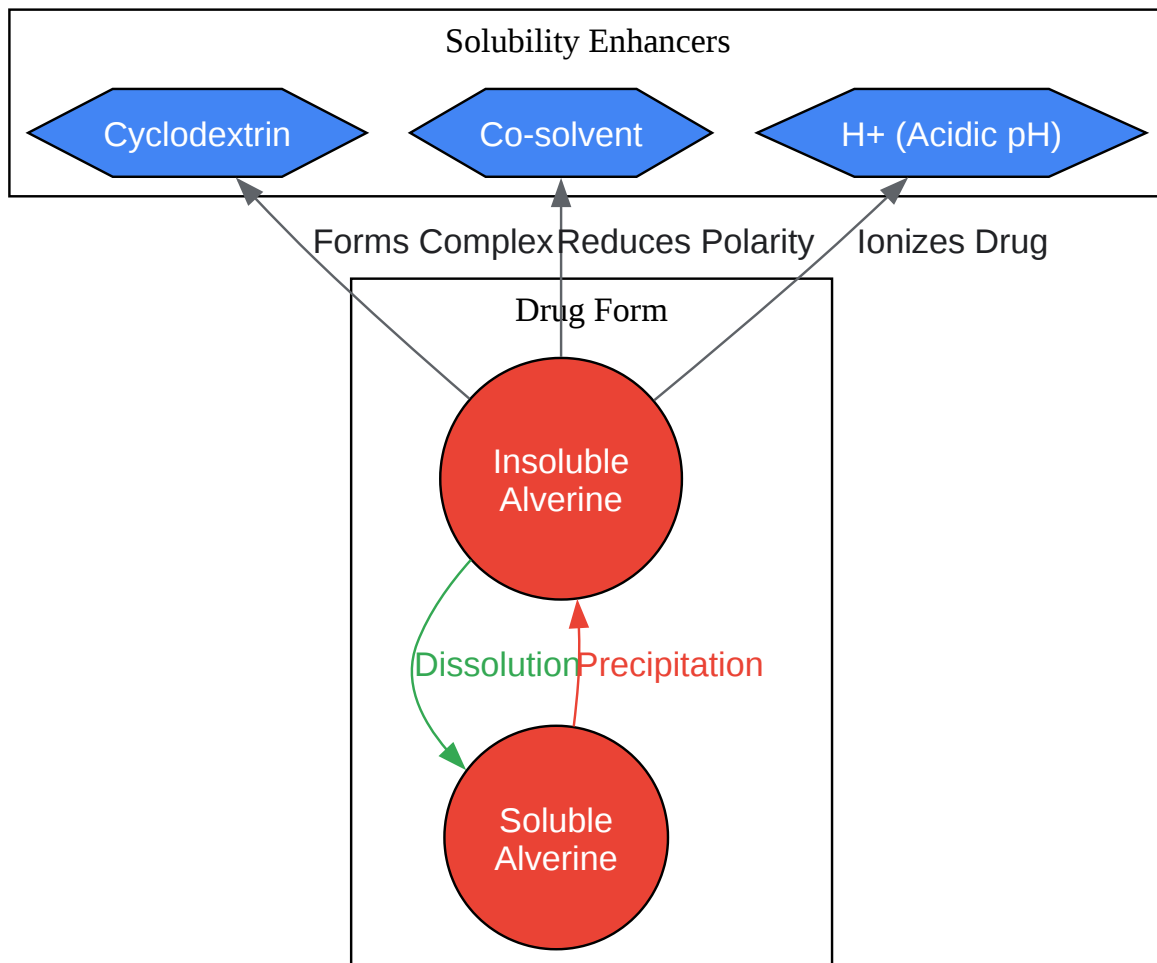 Solubility Enhancers
Cyclodextrin
Co-solvent
H+ (Acidic pH)
Forms Complex
Reduces Polarity
Ionizes Drug
Drug Form
Insoluble
Alverine
Dissolution
Precipitation
Soluble
Alverine